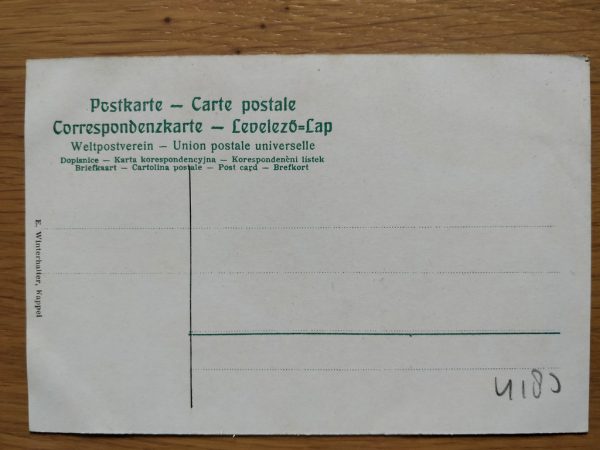 Postkarte — Carte postale
Correspondenzkarte — Levelező=Lap
Weltpostverein — Union postale universelle
Dopisnice — Karta korespondencyjna — Korespondenční lístek
Briefkaart — Cartolina postale — Post card — Brefkort
E. Winterhalter, Kappel